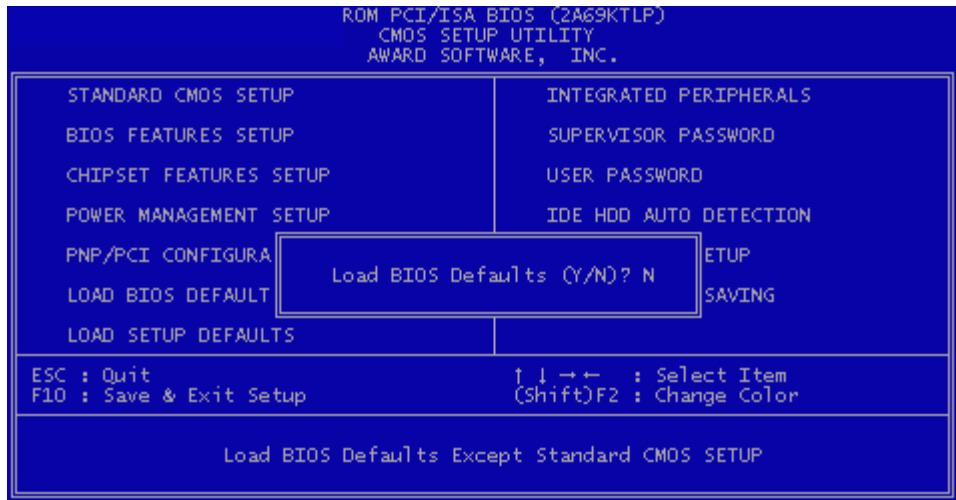 ROM PCI/ISA BIOS (2A69KTLP)
CMOS SETUP UTILITY
AWARD SOFTWARE, INC.
STANDARD CMOS SETUP
BIOS FEATURES SETUP
CHIPSET FEATURES SETUP
POWER MANAGEMENT SETUP
PNP/PCI CONFIGURA
LOAD BIOS DEFAULT
LOAD SETUP DEFAULTS
INTEGRATED PERIPHERALS
SUPERVISOR PASSWORD
USER PASSWORD
IDE HDD AUTO DETECTION
ETUP
SAVING
Load BIOS Defaults (Y/N)? N
ESC : Quit
F10 : Save & Exit Setup
↑ ↓ → ← : Select Item
(Shift)F2 : Change Color
Load BIOS Defaults Except Standard CMOS SETUP